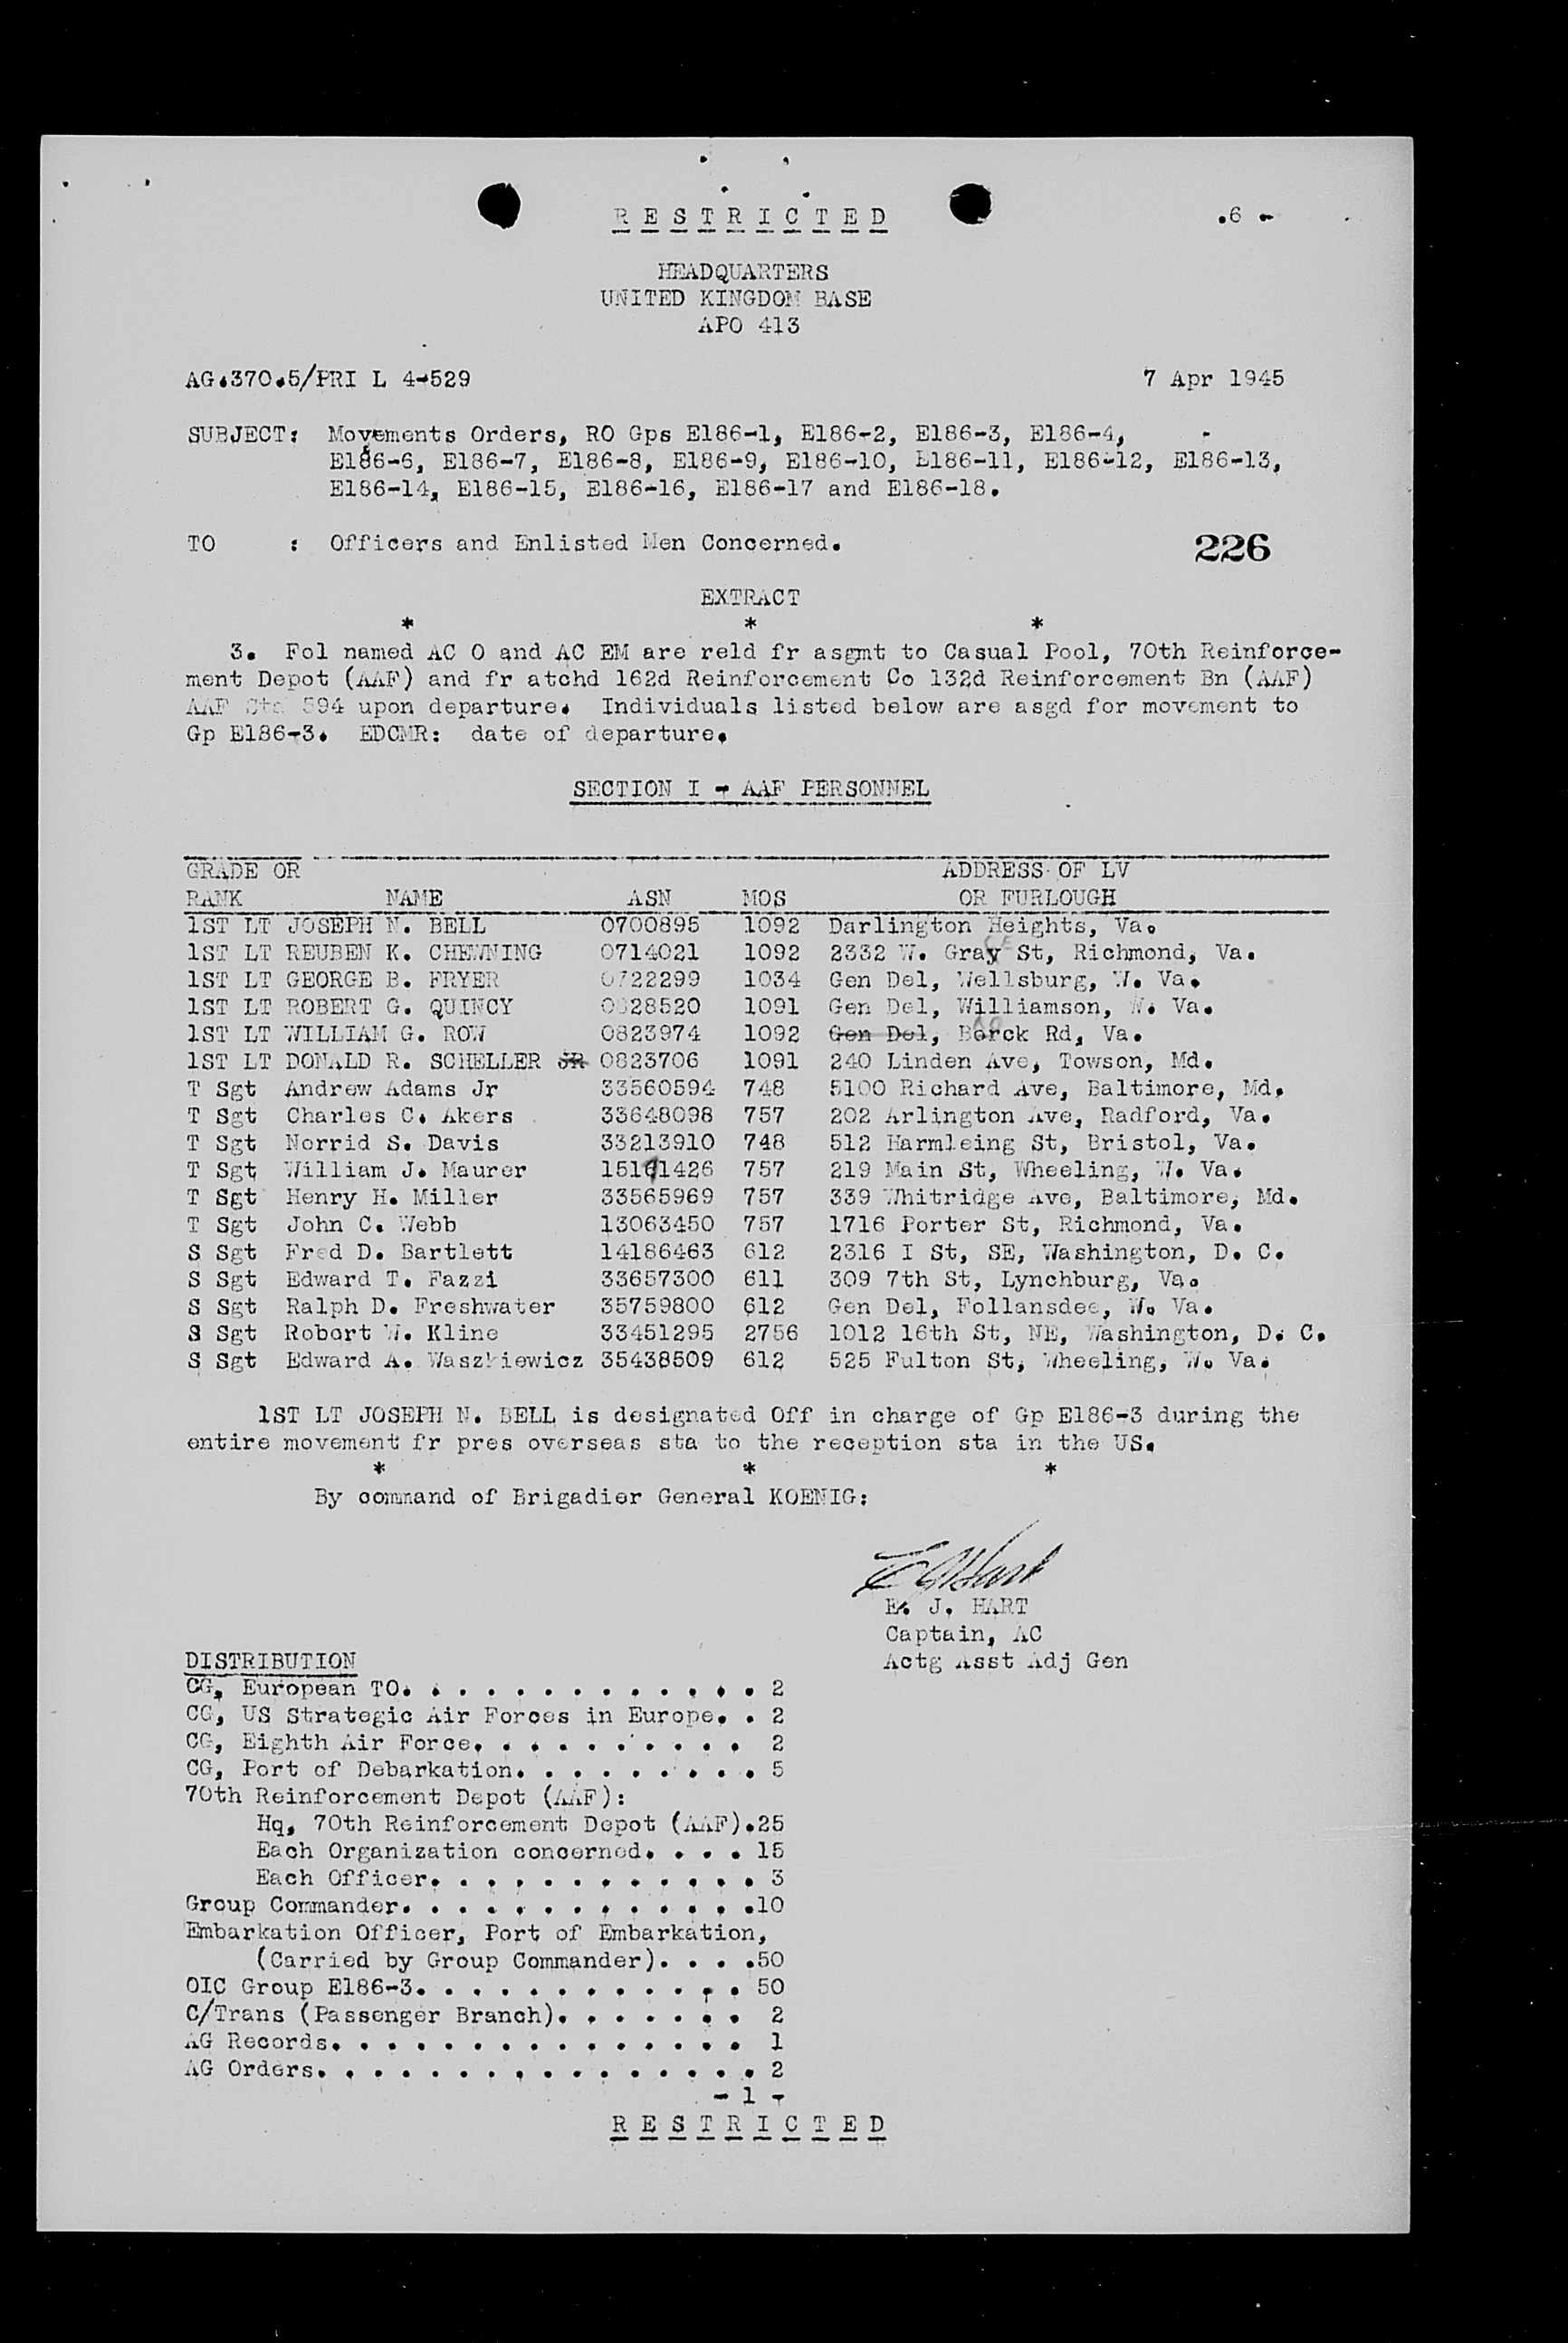 R E S T R I C T E D
.6 -
HEADQUARTERS
UNITED KINGDOM BASE
APO 413
AG.370.5/PRI L 4-529 7 Apr 1945
SUBJECT: Movements Orders, RO Gps E186-1, E186-2, E186-3, E186-4,
E186-6, E186-7, E186-8, E186-9, E186-10, E186-11, E186-12, E186-13,
E186-14, E186-15, E186-16, E186-17 and E186-18.
TO : Officers and Enlisted Men Concerned.
226
EXTRACT
* * *
3. Fol named AC O and AC EM are reld fr asgmt to Casual Pool, 70th Reinforce-
ment Depot (AAF) and fr atchd 162d Reinforcement Co 132d Reinforcement Bn (AAF)
AAF Sta 594 upon departure. Individuals listed below are asgd for movement to
Gp E186-3. EDCMR: date of departure.
SECTION I - AAF PERSONNEL
GRADE OR ADDRESS OF LV
RANK NAME ASN MOS OR FURLOUGH
1ST LT JOSEPH N. BELL 0700895 1092 Darlington Heights, Va.
1ST LT REUBEN K. CHEWNING 0714021 1092 2332 W. Gray St, Richmond, Va.
1ST LT GEORGE B. FRYER 0722299 1034 Gen Del, Wellsburg, W. Va.
1ST LT ROBERT G. QUINCY 0828520 1091 Gen Del, Williamson, W. Va.
1ST LT WILLIAM G. ROW 0823974 1092 Gen Del, Borck Rd, Va.
1ST LT DONALD R. SCHELLER JR 0823706 1091 240 Linden Ave, Towson, Md.
T Sgt Andrew Adams Jr 33560594 748 5100 Richard Ave, Baltimore, Md.
T Sgt Charles C. Akers 33648098 757 202 Arlington Ave, Radford, Va.
T Sgt Norrid S. Davis 33213910 748 512 Harmleing St, Bristol, Va.
T Sgt William J. Maurer 15191426 757 219 Main St, Wheeling, W. Va.
T Sgt Henry H. Miller 33565969 757 339 Whitridge Ave, Baltimore, Md.
T Sgt John C. Webb 13063450 757 1716 Porter St, Richmond, Va.
S Sgt Fred D. Bartlett 14186463 612 2316 I St, SE, Washington, D. C.
S Sgt Edward T. Fazzi 33657300 611 309 7th St, Lynchburg, Va.
S Sgt Ralph D. Freshwater 35759800 612 Gen Del, Follansdee, W. Va.
S Sgt Robert W. Kline 33451295 2756 1012 16th St, NE, Washington, D. C.
S Sgt Edward A. Waszkiewicz 35438509 612 525 Fulton St, Wheeling, W. Va.
1ST LT JOSEPH N. BELL is designated Off in charge of Gp E186-3 during the
entire movement fr pres overseas sta to the reception sta in the US.
* * *
By command of Brigadier General KOENIG:
E J Hart
E. J. HART
Captain, AC
Actg Asst Adj Gen
DISTRIBUTION
CG, European TO. . . . . . . . . . . . . 2
CG, US Strategic Air Forces in Europe. . 2
CG, Eighth Air Force. . . . . . . . . . 2
CG, Port of Debarkation. . . . . . . . . 5
70th Reinforcement Depot (AAF):
Hq, 70th Reinforcement Depot (AAF).25
Each Organization concerned. . . . 15
Each Officer. . . . . . . . . . . . 3
Group Commander. . . . . . . . . . . . .10
Embarkation Officer, Port of Embarkation,
(Carried by Group Commander). . . .50
OIC Group E186-3. . . . . . . . . . . . 50
C/Trans (Passenger Branch). . . . . . . 2
AG Records. . . . . . . . . . . . . . . 1
AG Orders. . . . . . . . . . . . . . . . 2
- 1 -
R E S T R I C T E D